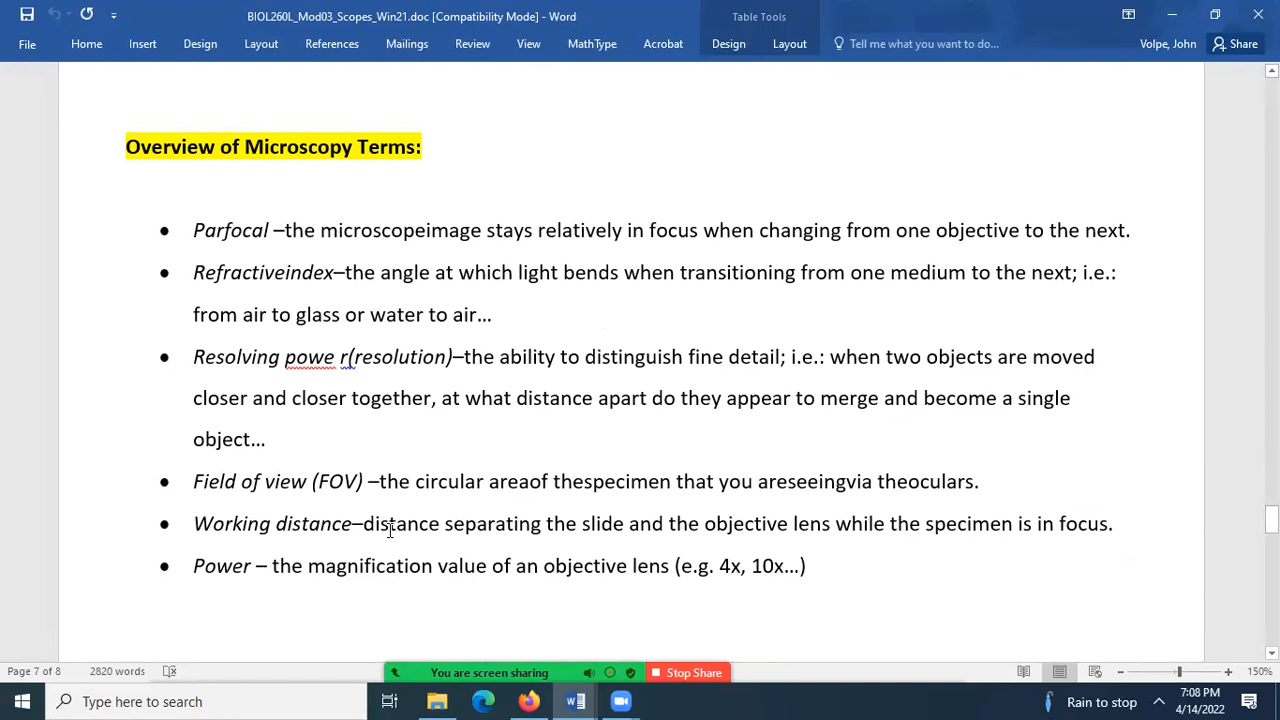 BIOL260L_Mod03_Scopes_Win21.doc [Compatibility Mode] - Word
Table Tools
File Home Insert Design Layout References Mailings Review View MathType Acrobat Design Layout Tell me what you want to do... Volpe, John Share
Overview of Microscopy Terms:
• Parfocal –the microscopeimage stays relatively in focus when changing from one objective to the next.
• Refractiveindex–the angle at which light bends when transitioning from one medium to the next; i.e.:
from air to glass or water to air…
• Resolving powe r(resolution)–the ability to distinguish fine detail; i.e.: when two objects are moved
closer and closer together, at what distance apart do they appear to merge and become a single
object…
• Field of view (FOV) –the circular areaof thespecimen that you areseeingvia theoculars.
• Working distance–distance separating the slide and the objective lens while the specimen is in focus.
• Power – the magnification value of an objective lens (e.g. 4x, 10x…)
Page 7 of 8 2820 words You are screen sharing Stop Share 150%
Type here to search Rain to stop 7:08 PM
4/14/2022